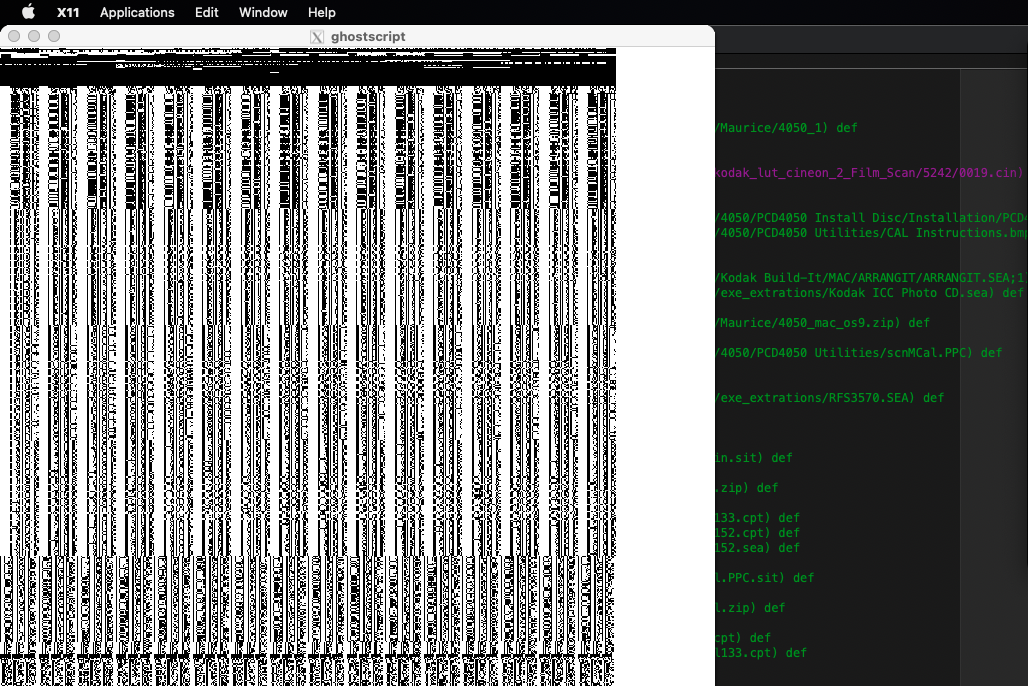 X11 Applications Edit Window Help
ghostscript
/Maurice/4050_1) def
kodak_lut_cineon_2_Film_Scan/5242/0019.cin)
/4050/PCD4050 Install Disc/Installation/PCD4
/4050/PCD4050 Utilities/CAL Instructions.bmp
/Kodak Build-It/MAC/ARRANGIT/ARRANGIT.SEA;1
/exe_extrations/Kodak ICC Photo CD.sea) def
/Maurice/4050_mac_os9.zip) def
/4050/PCD4050 Utilities/scnMCal.PPC) def
/exe_extrations/RFS3570.SEA) def
in.sit) def
.zip) def
133.cpt) def
152.cpt) def
152.sea) def
l.PPC.sit) def
l.zip) def
cpt) def
l133.cpt) def